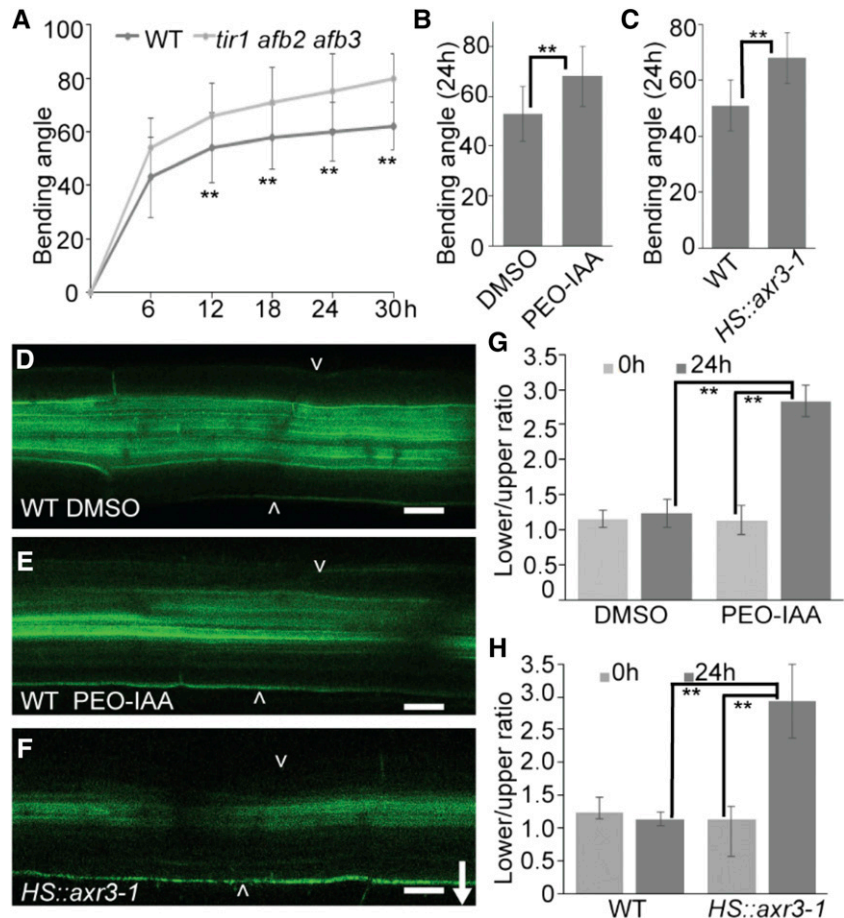 A
WT
tir1 afb2 afb3
Bending angle
100
80
60
40
20
0
6 12 18 24 30h
**
**
**
**
B
Bending angle (24h)
80
60
40
20
0
**
DMSO
PEO-IAA
C
Bending angle (24h)
80
60
40
20
0
**
WT
HS::axr3-1
D
WT DMSO
E
WT PEO-IAA
F
HS::axr3-1
G
0h 24h
Lower/upper ratio
3.5
3.0
2.5
2.0
1.5
1.0
0.5
0
**
**
DMSO PEO-IAA
H
0h 24h
Lower/upper ratio
3.5
3.0
2.5
2.0
1.5
1.0
0.5
0
**
**
WT HS::axr3-1